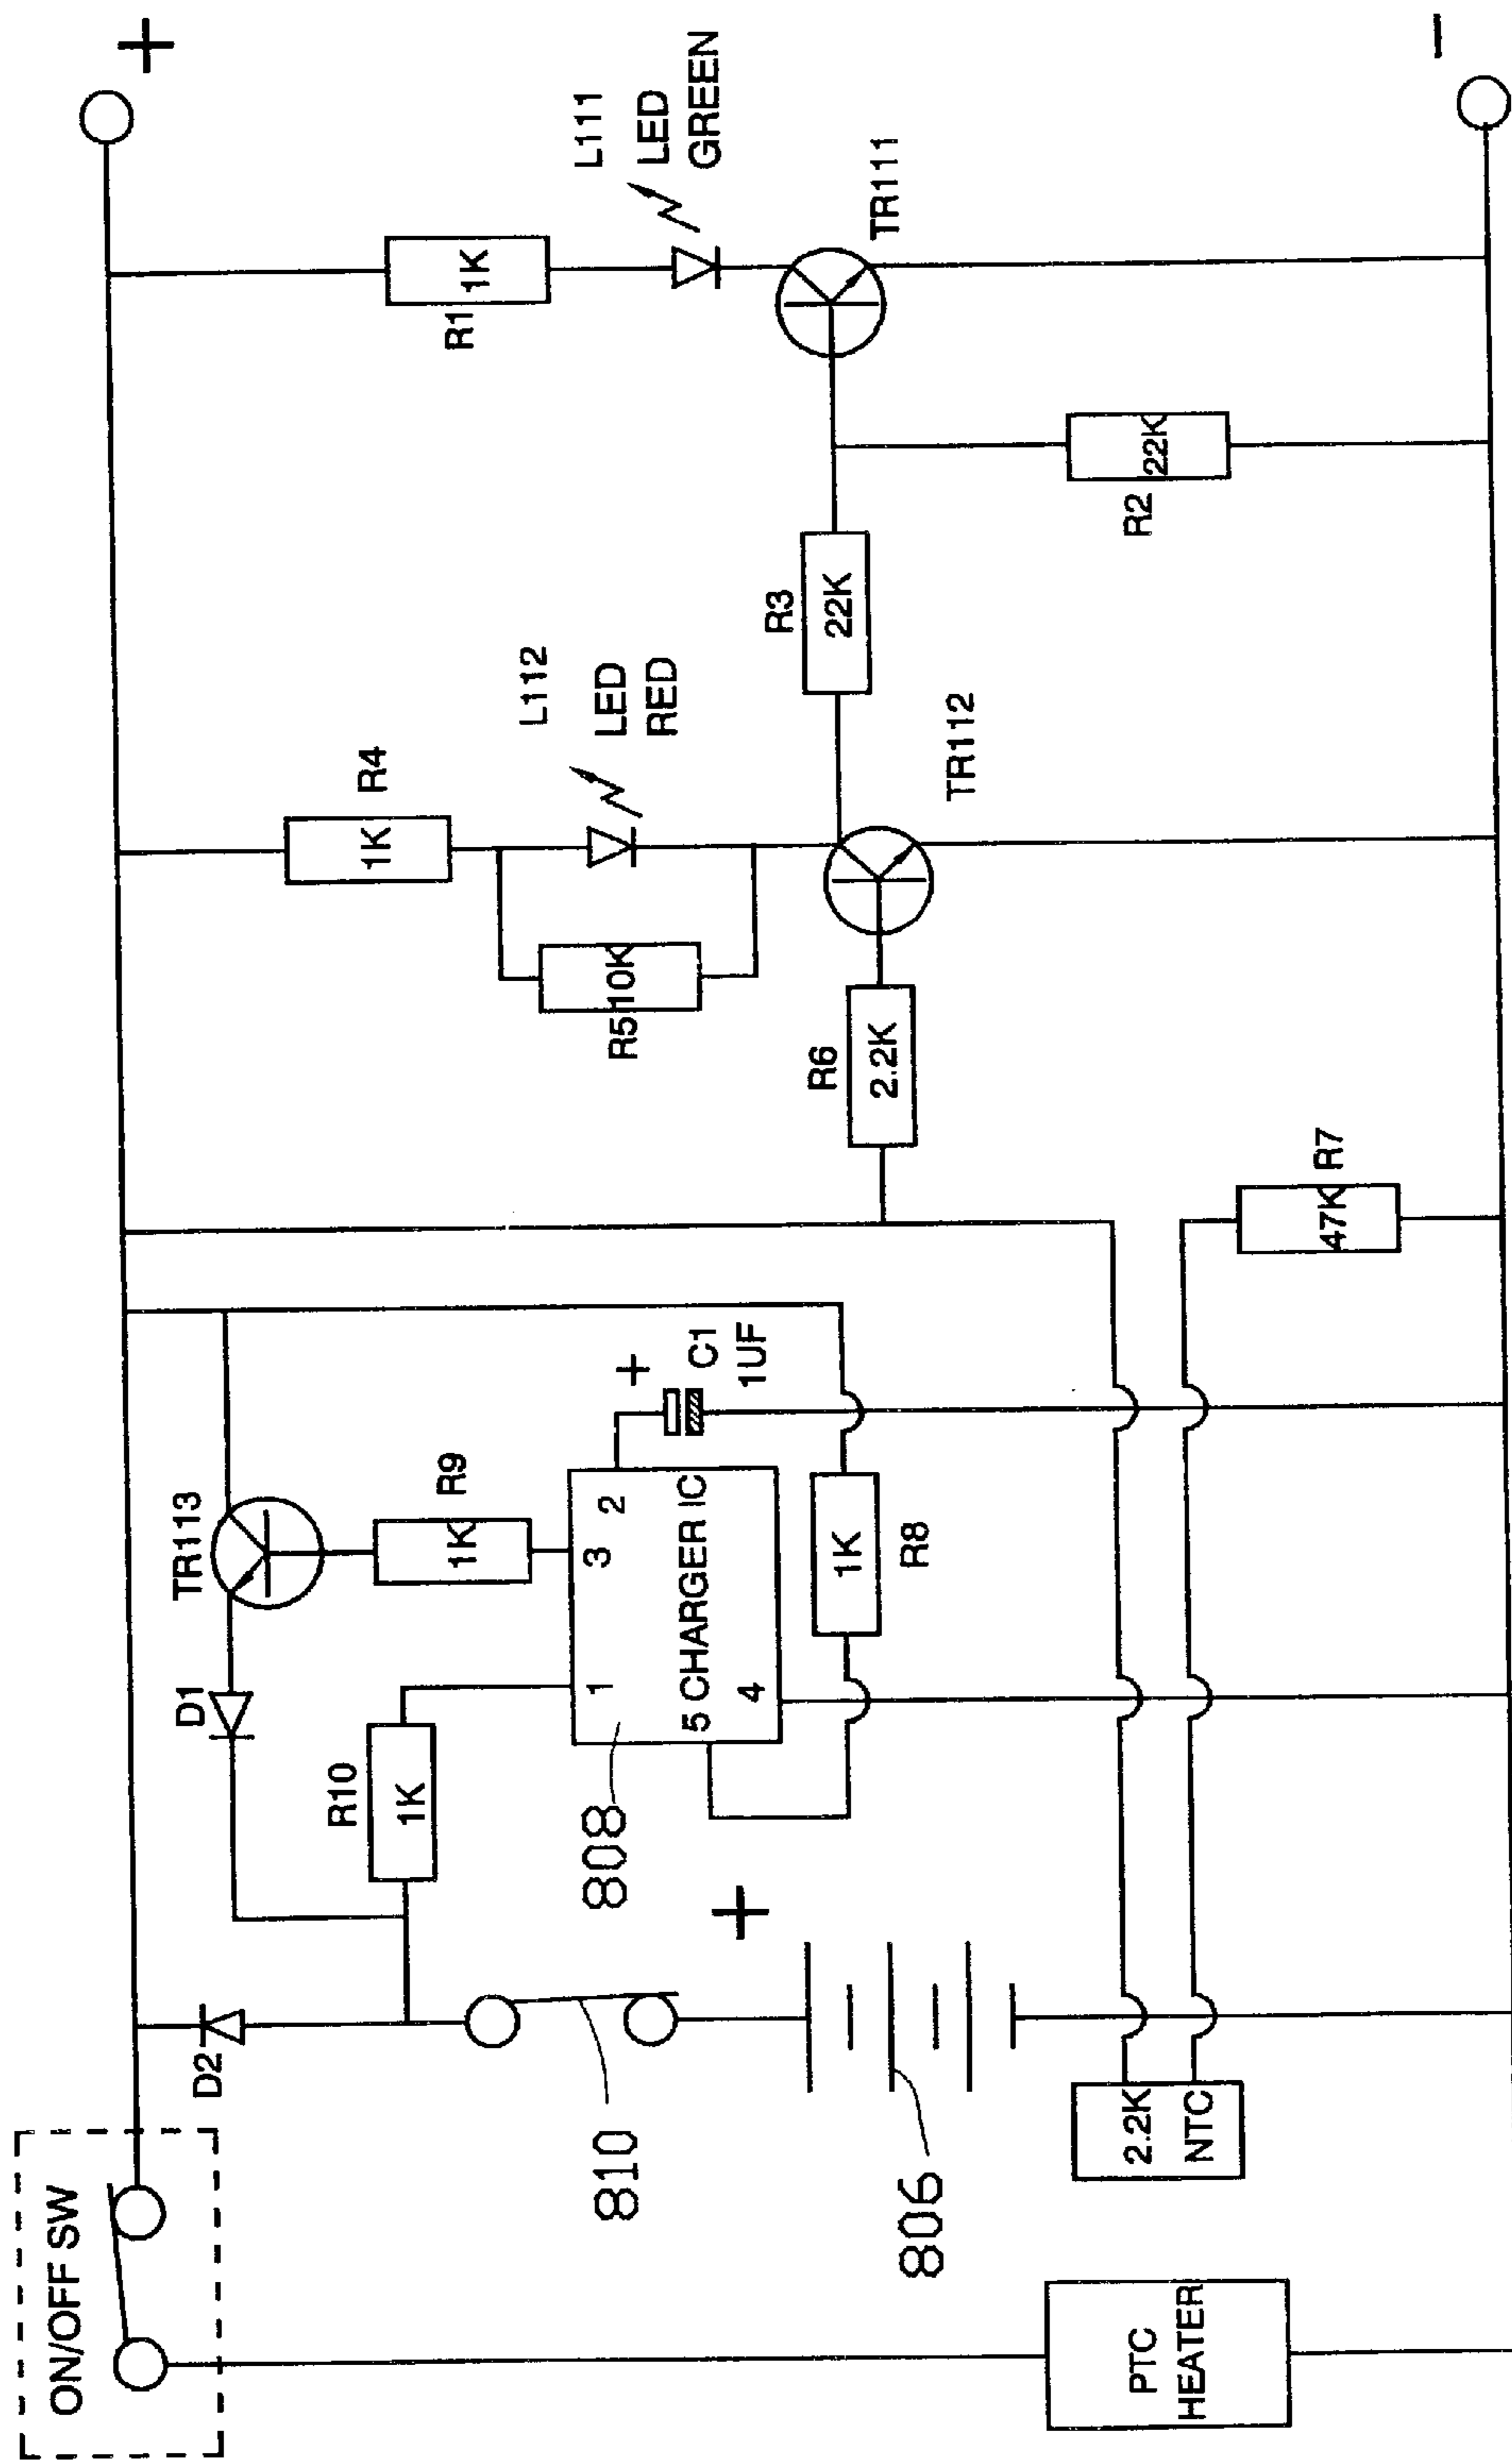 ON/OFF SW
+
-
D2
D1
TR113
R10
1K
R9
1K
1
3
2
5 CHARGER IC
4
808
+
C1
1UF
1K
R8
810
+
806
PTC
HEATER
2.2K
NTC
47K
R7
R6
2.2K
R5
10K
1K
R4
L112
LED
RED
TR112
R3
22K
R2
22K
R1
1K
L111
LED
GREEN
TR111